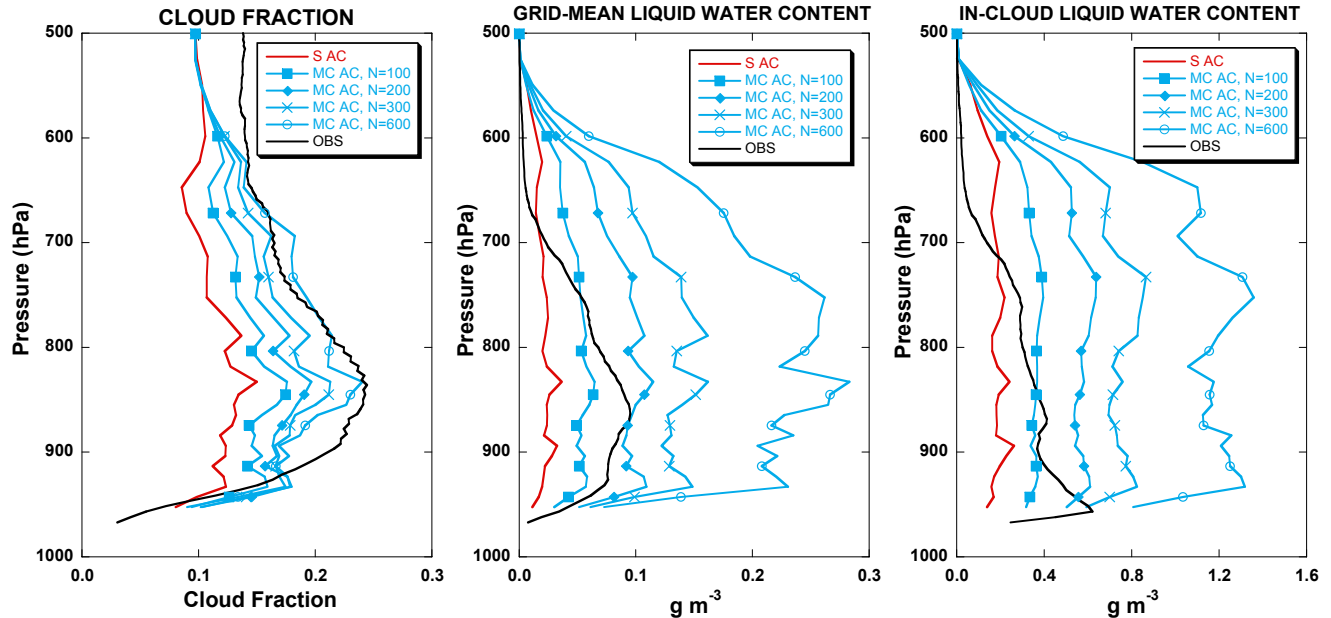 CLOUD FRACTION
500
600
700
800
900
1000
Pressure (hPa)
S AC
MC AC, N=100
MC AC, N=200
MC AC, N=300
MC AC, N=600
OBS
0.0
0.1
0.2
0.3
Cloud Fraction
GRID-MEAN LIQUID WATER CONTENT
500
600
700
800
900
1000
Pressure (hPa)
S AC
MC AC, N=100
MC AC, N=200
MC AC, N=300
MC AC, N=600
OBS
0.0
0.1
0.2
0.3
g m-3
IN-CLOUD LIQUID WATER CONTENT
500
600
700
800
900
1000
Pressure (hPa)
S AC
MC AC, N=100
MC AC, N=200
MC AC, N=300
MC AC, N=600
OBS
0.0
0.4
0.8
1.2
1.6
g m-3